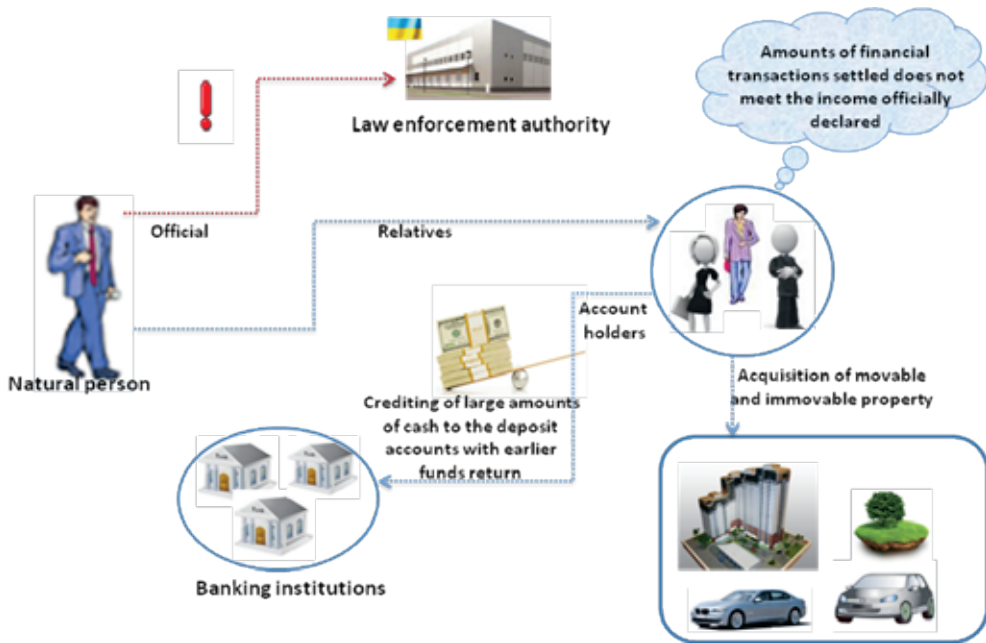 Amounts of financial
transactions settled does not
meet the income officially
declared
Law enforcement authority
Official
Relatives
Natural person
Account
holders
Crediting of large amounts
of cash to the deposit
accounts with earlier
funds return
Acquisition of movable
and immovable property
Banking institutions